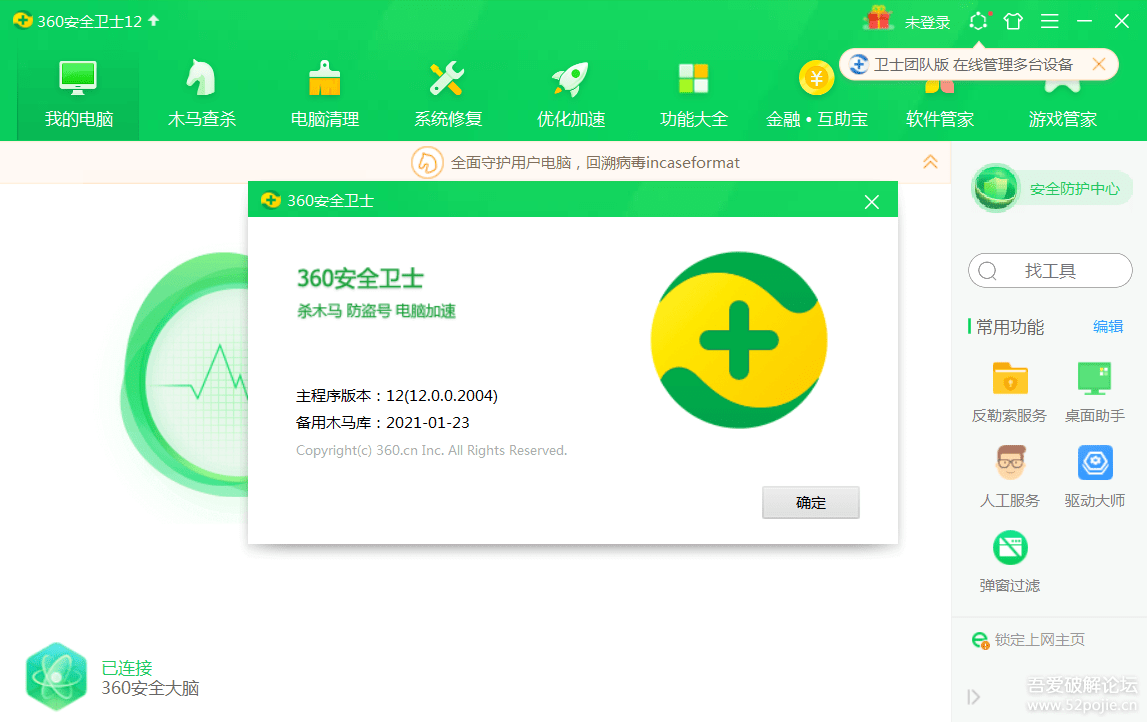 360安全卫士12
未登录
卫士团队版 在线管理多台设备
我的电脑
木马查杀
电脑清理
系统修复
优化加速
功能大全
金融•互助宝
软件管家
游戏管家
全面守护用户电脑，回溯病毒incaseformat
安全防护中心
360安全卫士
360安全卫士
杀木马 防盗号 电脑加速
主程序版本：12(12.0.0.2004)
备用木马库：2021-01-23
Copyright(c) 360.cn Inc. All Rights Reserved.
确定
找工具
常用功能
编辑
反勒索服务
桌面助手
人工服务
驱动大师
弹窗过滤
锁定上网主页
已连接
360安全大脑
吾爱破解论坛
www.52pojie.cn